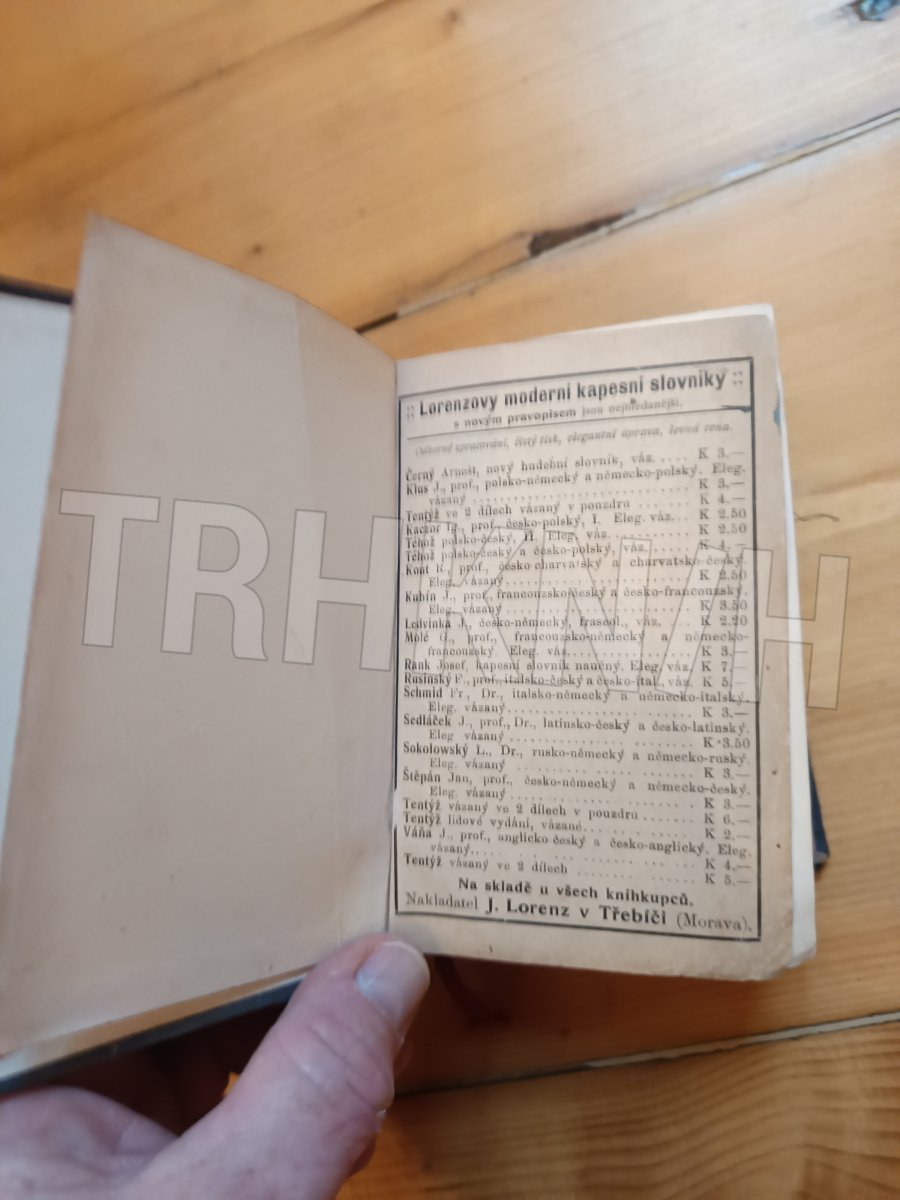 :: Lorenzovy moderní kapesní slovníky ::
s novým pravopisem jsou nejhledanější.
Odborné zpracování, čistý tisk, elegantní úprava, levná cena.
Černý Arnošt, nový hudební slovník, váz. .... K 3.—
Klus J., prof., polsko-německý a německo-polský. Eleg.
vázaný .......................... K 3.—
Tentýž ve 2 dílech vázaný v pouzdru ....... K 4.—
Kaczor Ig., prof., česko-polský, I. Eleg. váz... K 2.50
Téhož polsko-český, II. Eleg. váz. ......... K 2.50
Téhož polsko-český a česko-polský, váz. ..... K 4.—
Kout R., prof., česko-charvatský a charvatsko-český.
Eleg. vázaný......................... K 2.50
Kubín J., prof., francouzsko-český a česko-francouzský.
Eleg. vázaný ........................ K 3.50
Ledvinka J., česko-německý, fraseol., váz. ... K 2.20
Molé G., prof., francouzsko-německý a německo-
francouzský. Eleg. váz................. K 3.—
Rank Josef, kapesní slovník naučný. Eleg. váz. K 7.—
Rusínský F., prof., italsko-český a česko-ital., váz. K 5.—
Schmid Fr., Dr., italsko-německý a německo-italský.
Eleg. vázaný......................... K 3.—
Sedláček J., prof., Dr., latinsko-český a česko-latinský.
Eleg vázaný ........................ K 3.50
Sokolowský L., Dr., rusko-německý a německo-ruský.
Eleg. vázaný ........................ K 3.—
Štěpán Jan, prof., česko-německý a německo-český.
Eleg. vázaný ........................ K 3.—
Tentýž vázaný ve 2 dílech v pouzdru ....... K 6.—
Tentýž lidové vydání, vázané............. K 2.—
Váňa J., prof., anglicko-český a česko-anglický. Eleg.
vázaný.............................. K 4.—
Tentýž vázaný ve 2 dílech ............... K 5.—
Na skladě u všech knihkupců.
Nakladatel J. Lorenz v Třebíči (Morava).